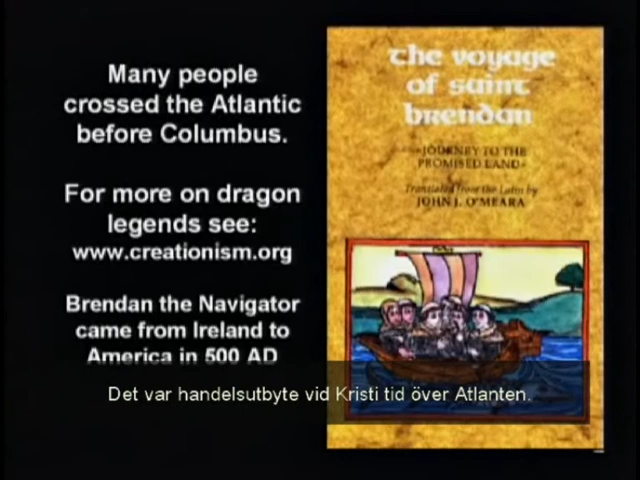 Many people
crossed the Atlantic
before Columbus.
For more on dragon
legends see:
www.creationism.org
Brendan the Navigator
came from Ireland to
America in 500 AD
the voyage
of saint
brendan
JOURNEY TO THE
PROMISED LAND
Translated from the Latin by
JOHN J. O'MEARA
Det var handelsutbyte vid Kristi tid över Atlanten.